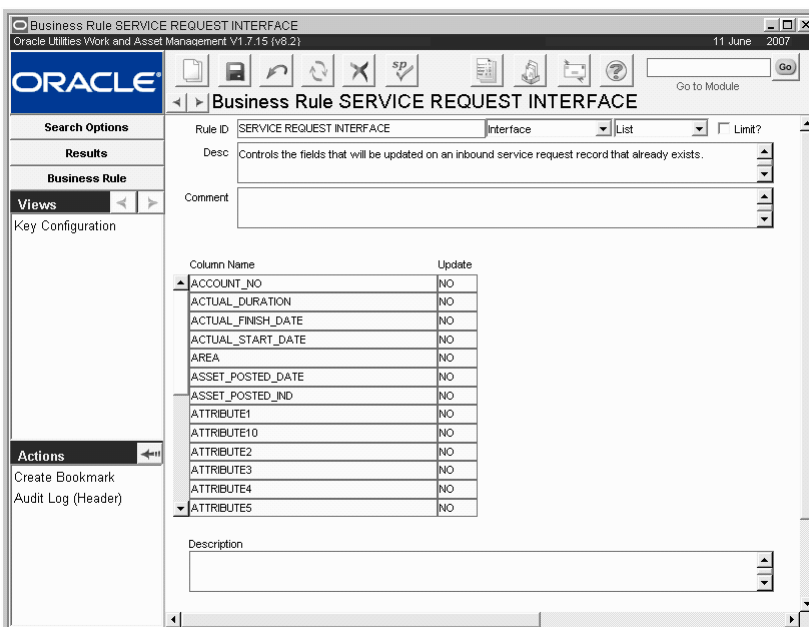 Business Rule SERVICE REQUEST INTERFACE
Oracle Utilities Work and Asset Management V1.7.15 {v8.2} 11 June 2007
ORACLE
sp
Go
Go to Module
Business Rule SERVICE REQUEST INTERFACE
Search Options
Results
Business Rule
Views
Key Configuration
Actions
Create Bookmark
Audit Log (Header)
Rule ID SERVICE REQUEST INTERFACE Interface List Limit?
Desc Controls the fields that will be updated on an inbound service request record that already exists.
Comment
Column Name Update
ACCOUNT_NO NO
ACTUAL_DURATION NO
ACTUAL_FINISH_DATE NO
ACTUAL_START_DATE NO
AREA NO
ASSET_POSTED_DATE NO
ASSET_POSTED_IND NO
ATTRIBUTE1 NO
ATTRIBUTE10 NO
ATTRIBUTE2 NO
ATTRIBUTE3 NO
ATTRIBUTE4 NO
ATTRIBUTE5 NO
Description